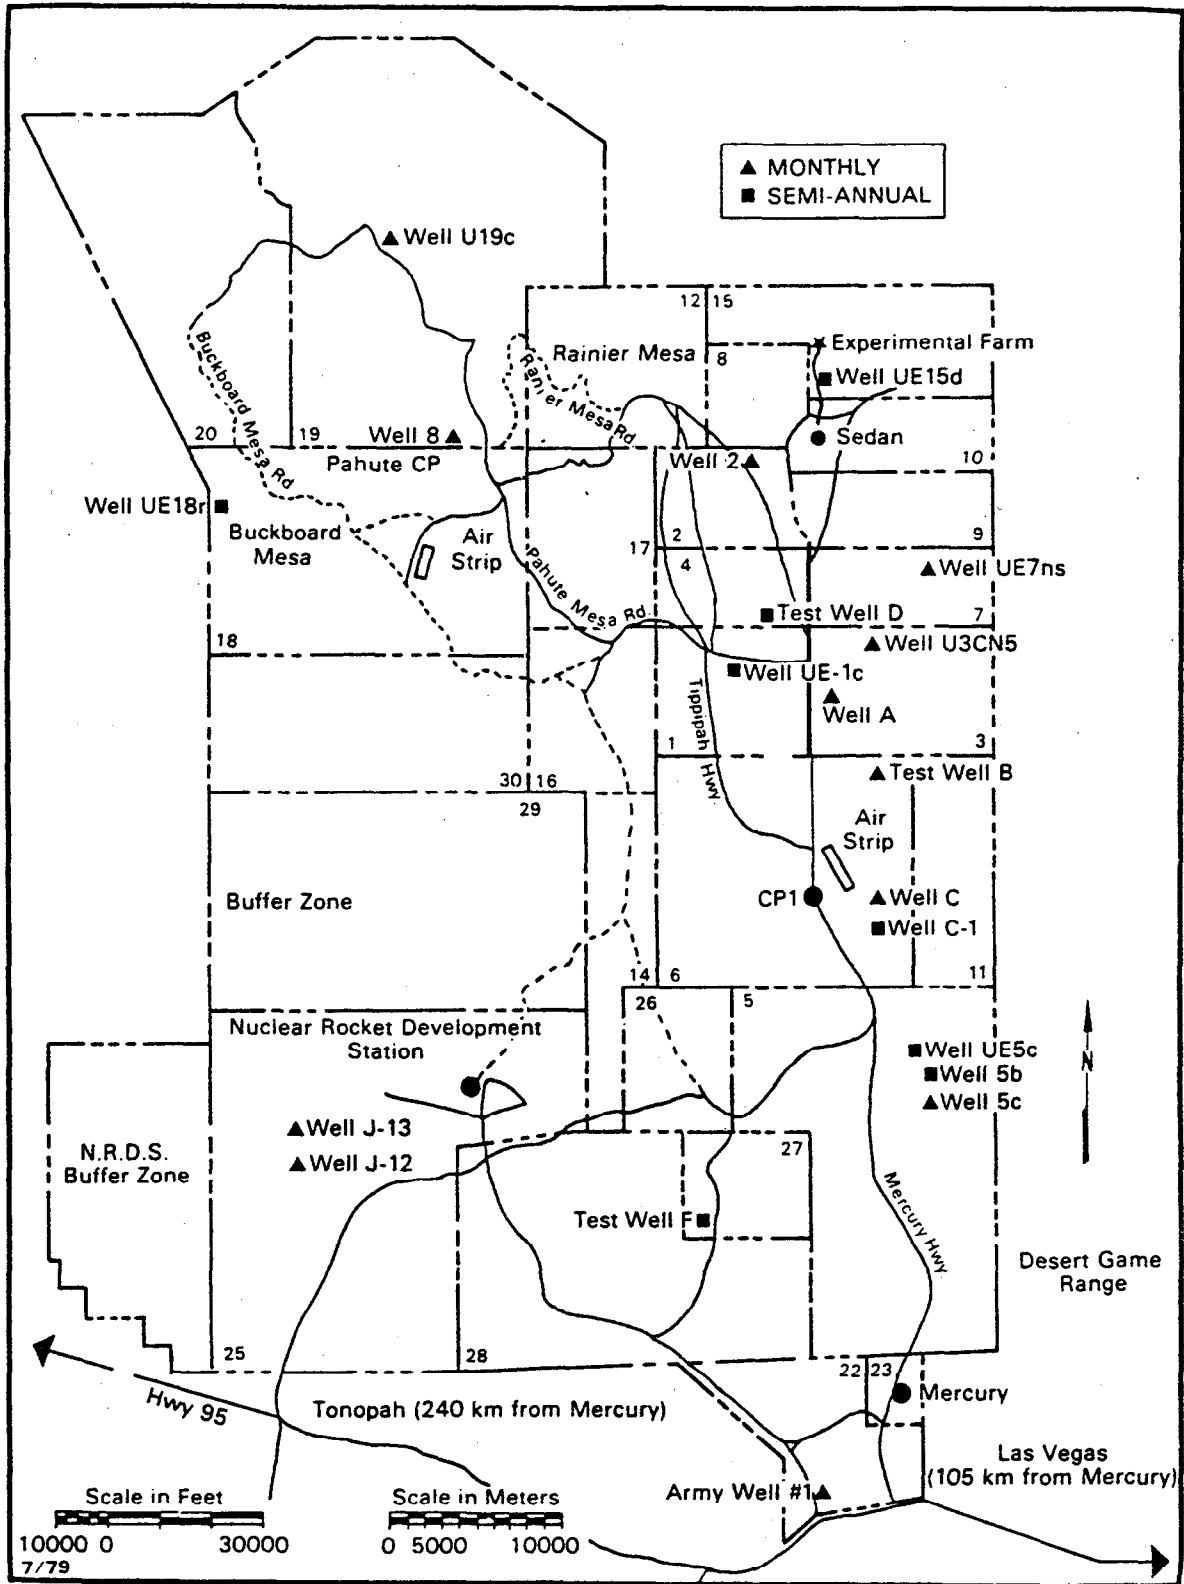 ▲ MONTHLY
■ SEMI-ANNUAL
▲ Well U19c
12
15
Rainier Mesa
8
Experimental Farm
■ Well UE15d
Buckboard Mesa Rd
Rainier Mesa Rd
20
19
Well 8 ▲
Pahute CP
Sedan
Well 2 ▲
10
Well UE18r ■
Buckboard
Mesa
Air
Strip
17
2
4
9
▲ Well UE7ns
Pahute Mesa Rd.
■ Test Well D
7
18
▲ Well U3CN5
■ Well UE-1c
▲
Well A
Tippipah Hwy
1
3
▲ Test Well B
30
16
29
Air
Strip
Buffer Zone
CP1
▲ Well C
■ Well C-1
14
6
11
26
5
Nuclear Rocket Development
Station
■ Well UE5c
■ Well 5b
▲ Well 5c
N
▲ Well J-13
▲ Well J-12
N.R.D.S.
Buffer Zone
27
Test Well F ■
Mercury Hwy
Desert Game
Range
25
28
22
23
Mercury
Hwy 95
Tonopah (240 km from Mercury)
Las Vegas
(105 km from Mercury)
Army Well #1 ▲
Scale in Feet
10000 0 30000
Scale in Meters
0 5000 10000
7/79